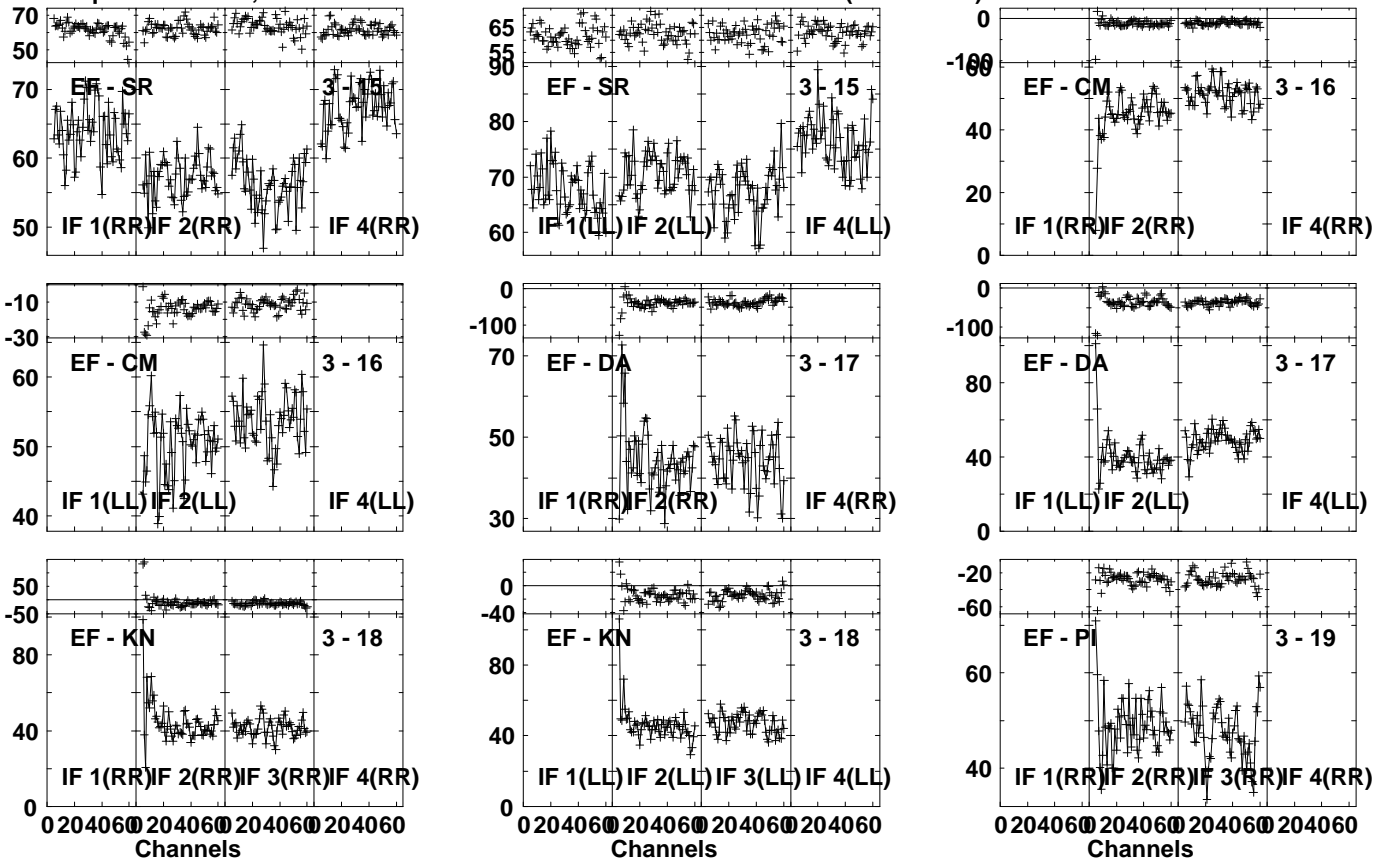 70
50
EF - SR
3 - 15
70
60
50
IF 1(RR) IF 2(RR)
IF 4(RR)
65
55
90
EF - SR
3 - 15
80
70
60
IF 1(LL) IF 2(LL)
IF 4(LL)
0
-100
60
EF - CM
3 - 16
40
20
0
IF 1(RR) IF 2(RR)
IF 4(RR)
-10
-30
EF - CM
3 - 16
60
50
40
IF 1(LL) IF 2(LL)
IF 4(LL)
0
-100
EF - DA
3 - 17
70
50
30
IF 1(RR) IF 2(RR)
IF 4(RR)
0
-100
EF - DA
3 - 17
80
40
0
IF 1(LL) IF 2(LL)
IF 4(LL)
50
-50
EF - KN
3 - 18
80
40
0
IF 1(RR) IF 2(RR) IF 3(RR) IF 4(RR)
0 20 40 60 0 20 40 60 0 20 40 60 0 20 40 60
Channels
0
-40
EF - KN
3 - 18
80
40
0
IF 1(LL) IF 2(LL) IF 3(LL) IF 4(LL)
0 20 40 60 0 20 40 60 0 20 40 60 0 20 40 60
Channels
-20
-60
EF - PI
3 - 19
60
40
IF 1(RR) IF 2(RR) IF 3(RR) IF 4(RR)
0 20 40 60 0 20 40 60 0 20 40 60 0 20 40 60
Channels